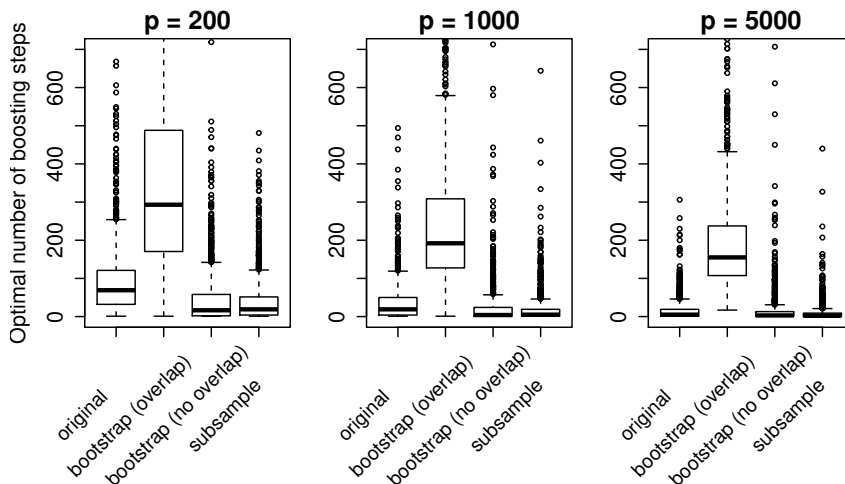 p = 200
p = 1000
p = 5000
Optimal number of boosting steps
0
200
400
600
original
bootstrap (overlap)
bootstrap (no overlap)
subsample
0
200
400
600
original
bootstrap (overlap)
bootstrap (no overlap)
subsample
0
200
400
600
original
bootstrap (overlap)
bootstrap (no overlap)
subsample